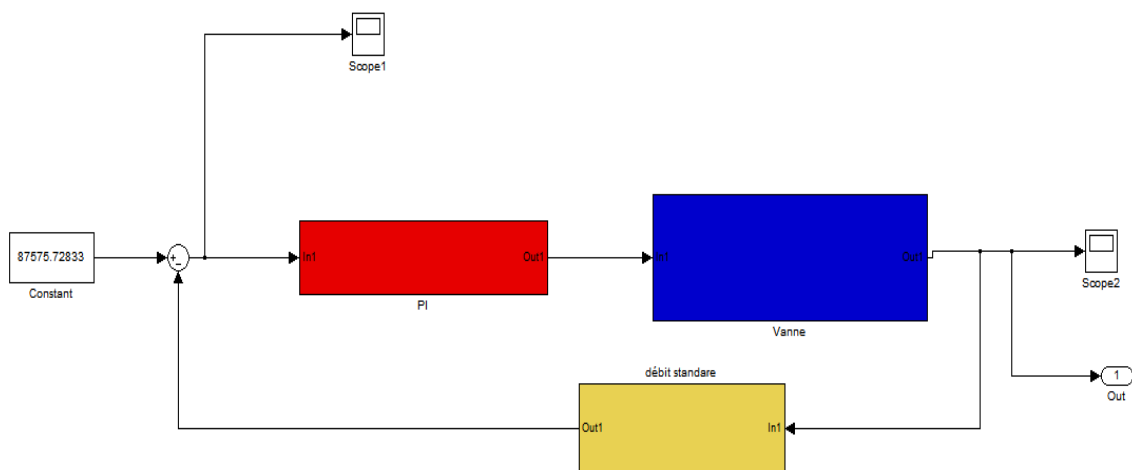 Scope1
87575.72833
Constant
+
−
In1
Out1
PI
In1
Out1
Vanne
Scope2
1
Out
débit standare
Out1
In1